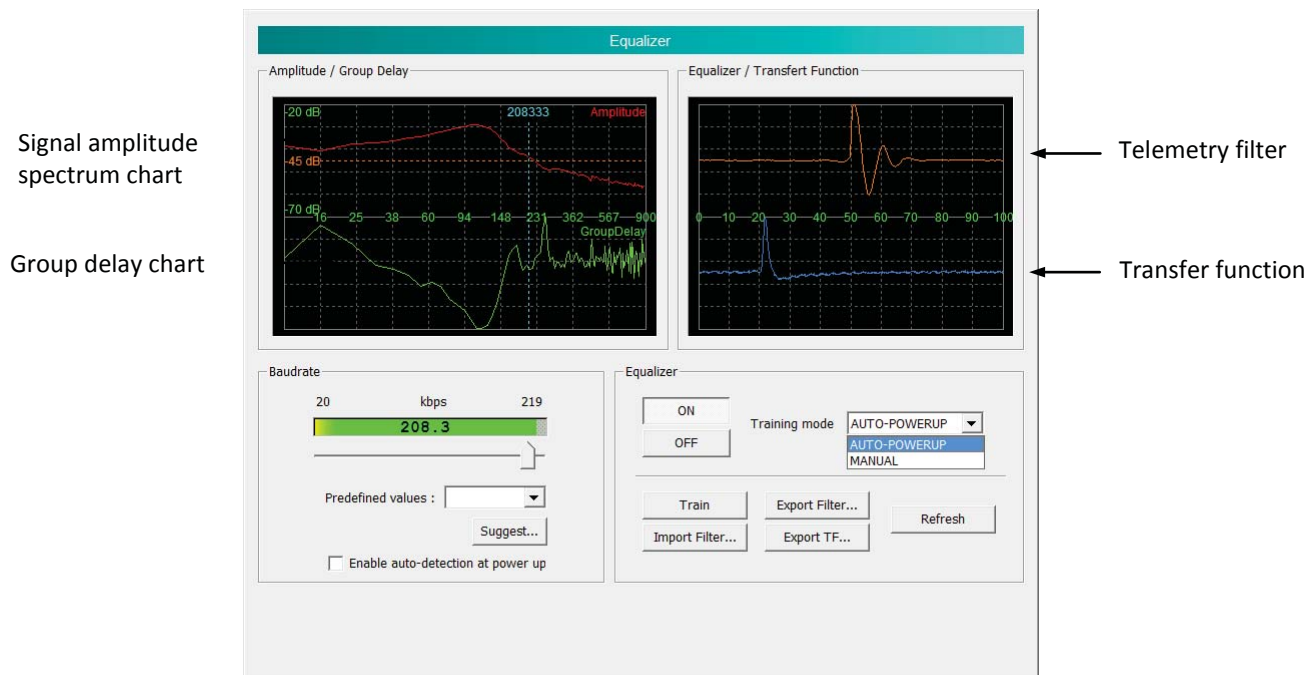 Equalizer
Amplitude / Group Delay
Equalizer / Transfert Function
-20 dB
208333
Amplitude
-45 dB
-70 dB
16 25 38 60 94 148 231 362 567 900
GroupDelay
0 10 20 30 40 50 60 70 80 90 100
Signal amplitude
spectrum chart
Group delay chart
Telemetry filter
Transfer function
Baudrate
20 kbps 219
208.3
Predefined values :
Suggest...
Enable auto-detection at power up
Equalizer
ON
OFF
Training mode
AUTO-POWERUP
AUTO-POWERUP
MANUAL
Train
Export Filter...
Refresh
Import Filter...
Export TF...